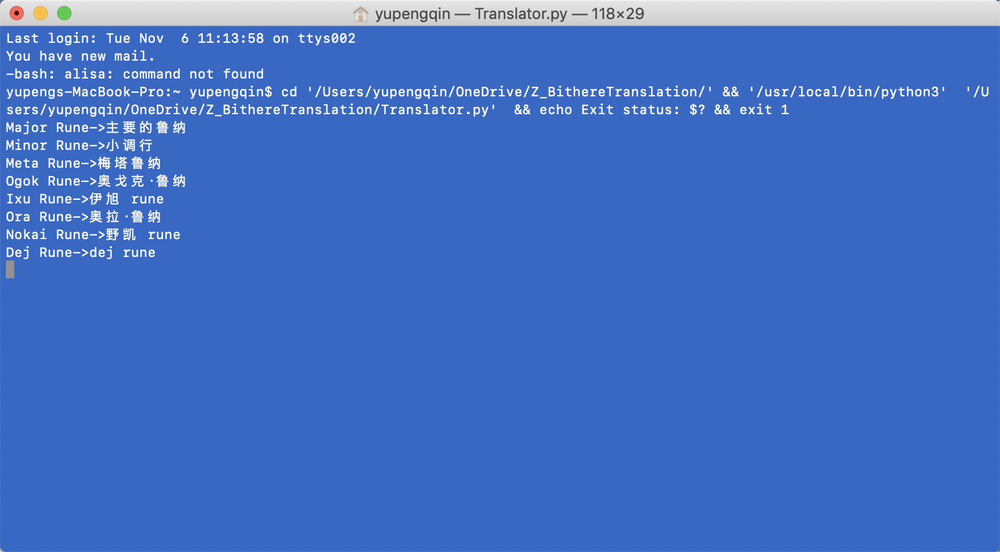 yupengqin — Translator.py — 118×29
Last login: Tue Nov  6 11:13:58 on ttys002
You have new mail.
-bash: alisa: command not found
yupengs-MacBook-Pro:~ yupengqin$ cd '/Users/yupengqin/OneDrive/Z_BithereTranslation/' && '/usr/local/bin/python3'  '/U
sers/yupengqin/OneDrive/Z_BithereTranslation/Translator.py'  && echo Exit status: $? && exit 1
Major Rune->主要的鲁纳
Minor Rune->小调行
Meta Rune->梅塔鲁纳
Ogok Rune->奥戈克·鲁纳
Ixu Rune->伊旭 rune
Ora Rune->奥拉·鲁纳
Nokai Rune->野凯 rune
Dej Rune->dej rune